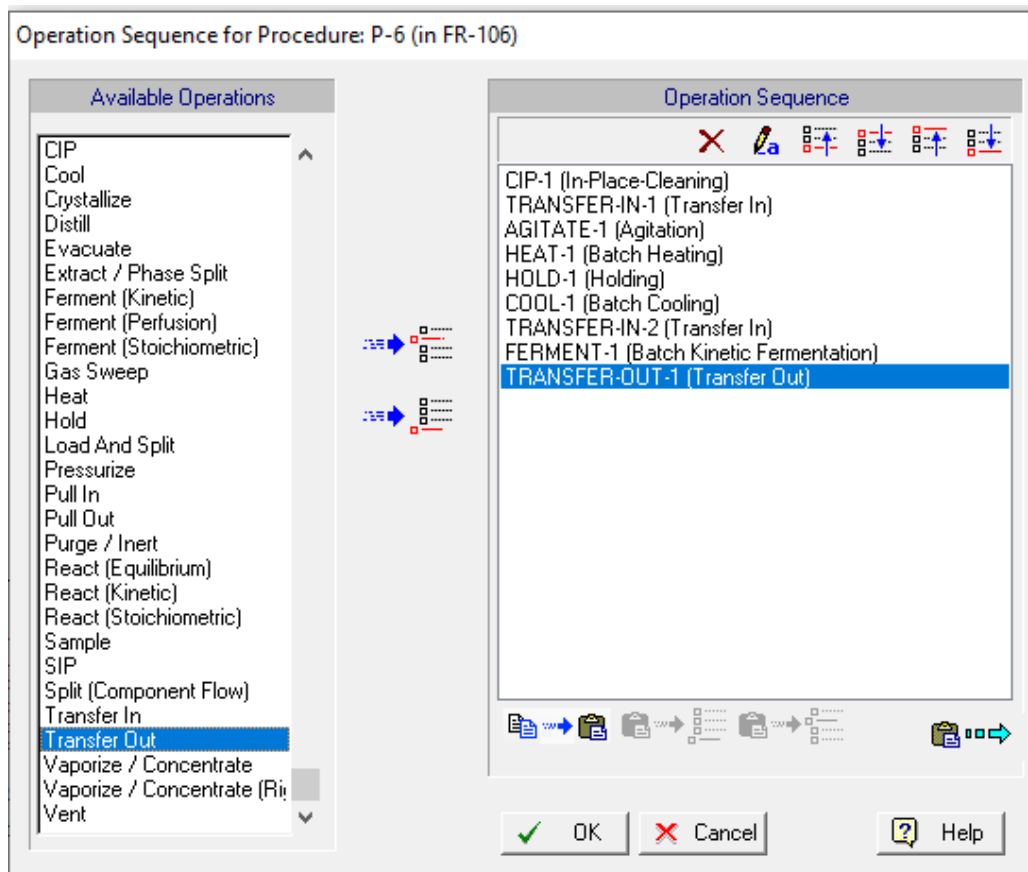 Operation Sequence for Procedure: P-6 (in FR-106)
Available Operations
CIP
Cool
Crystallize
Distill
Evacuate
Extract / Phase Split
Ferment (Kinetic)
Ferment (Perfusion)
Ferment (Stoichiometric)
Gas Sweep
Heat
Hold
Load And Split
Pressurize
Pull In
Pull Out
Purge / Inert
React (Equilibrium)
React (Kinetic)
React (Stoichiometric)
Sample
SIP
Split (Component Flow)
Transfer In
Transfer Out
Vaporize / Concentrate
Vaporize / Concentrate (Ri
Vent
Operation Sequence
a
CIP-1 (In-Place-Cleaning)
TRANSFER-IN-1 (Transfer In)
AGITATE-1 (Agitation)
HEAT-1 (Batch Heating)
HOLD-1 (Holding)
COOL-1 (Batch Cooling)
TRANSFER-IN-2 (Transfer In)
FERMENT-1 (Batch Kinetic Fermentation)
TRANSFER-OUT-1 (Transfer Out)
OK
Cancel
? Help